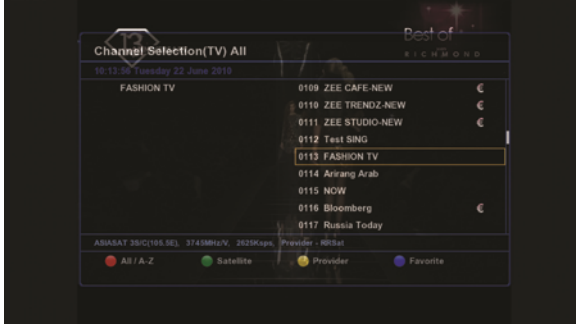 Best of
RICHMOND
13
Channel Selection(TV) All
10:13:56 Tuesday 22 June 2010
FASHION TV
0109 ZEE CAFE-NEW €
0110 ZEE TRENDZ-NEW €
0111 ZEE STUDIO-NEW €
0112 Test SING
0113 FASHION TV
0114 Arirang Arab
0115 NOW
0116 Bloomberg €
0117 Russia Today
ASIASAT 3S/C(105.5E), 3745MHz/V, 2625Ksps, Provider - RRSat
All / A-Z Satellite Provider Favorite